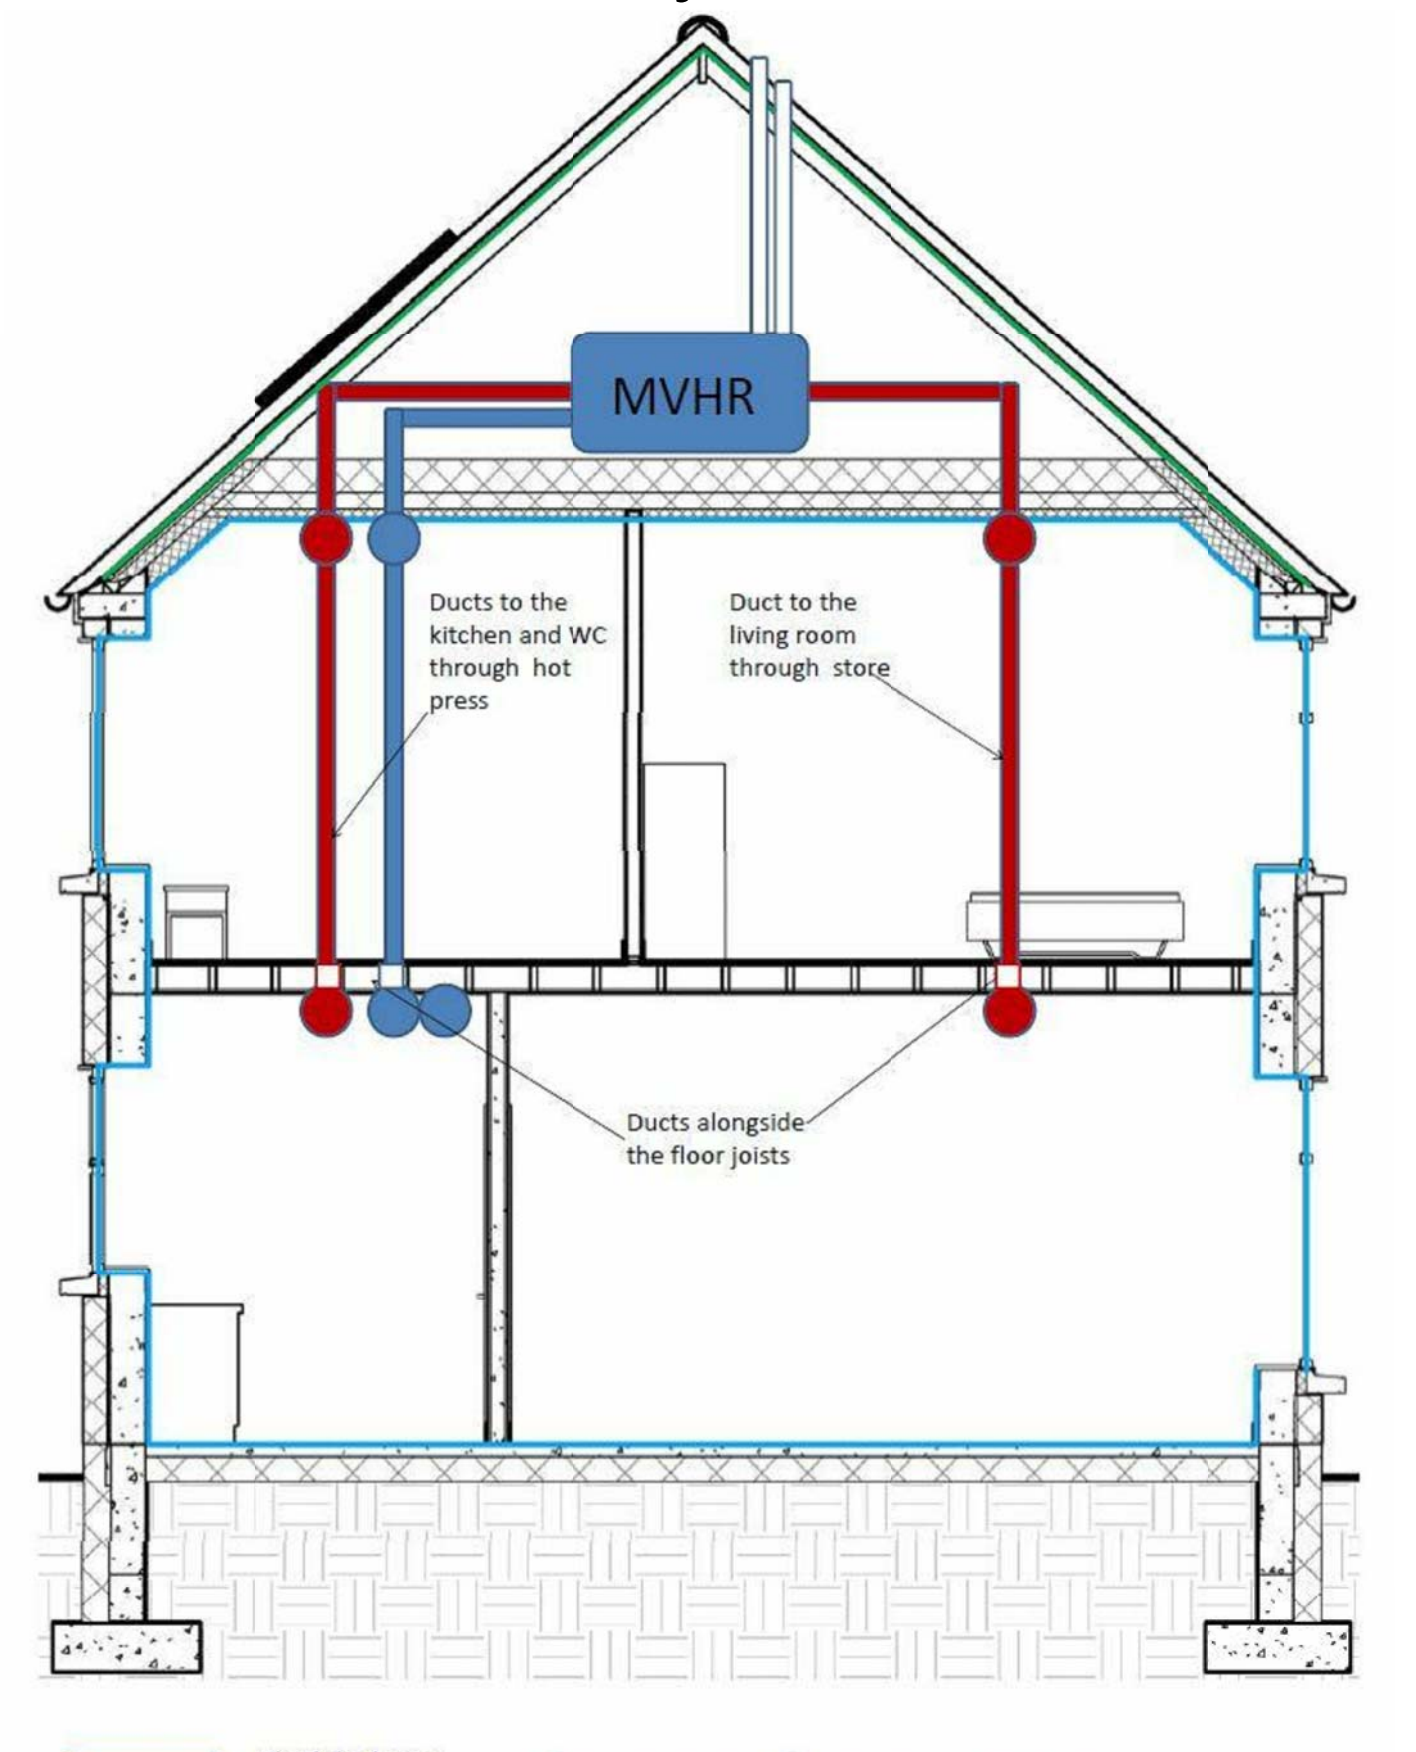 MVHR
Ducts to the
kitchen and WC
through hot
press
Duct to the
living room
through store
Ducts alongside
the floor joists